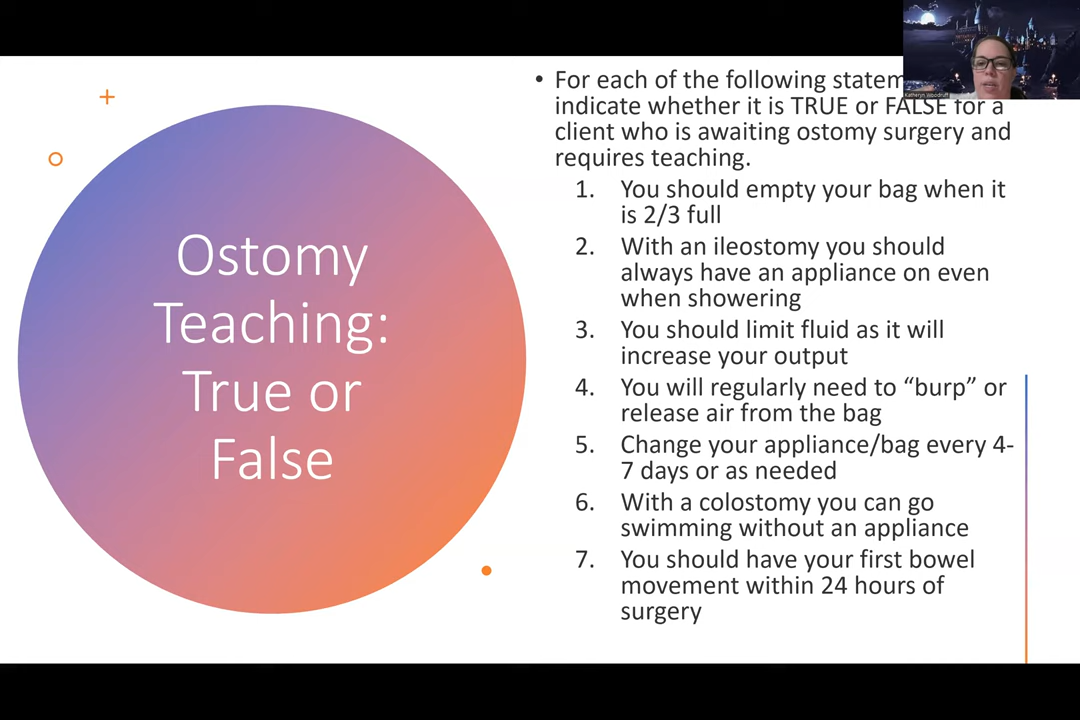 Ostomy
Teaching:
True or
False
• For each of the following statem
indicate whether it is TRUE or FALSE for a
client who is awaiting ostomy surgery and
requires teaching.
1. You should empty your bag when it
is 2/3 full
2. With an ileostomy you should
always have an appliance on even
when showering
3. You should limit fluid as it will
increase your output
4. You will regularly need to “burp” or
release air from the bag
5. Change your appliance/bag every 4-
7 days or as needed
6. With a colostomy you can go
swimming without an appliance
7. You should have your first bowel
movement within 24 hours of
surgery
Katheryn Woodruff